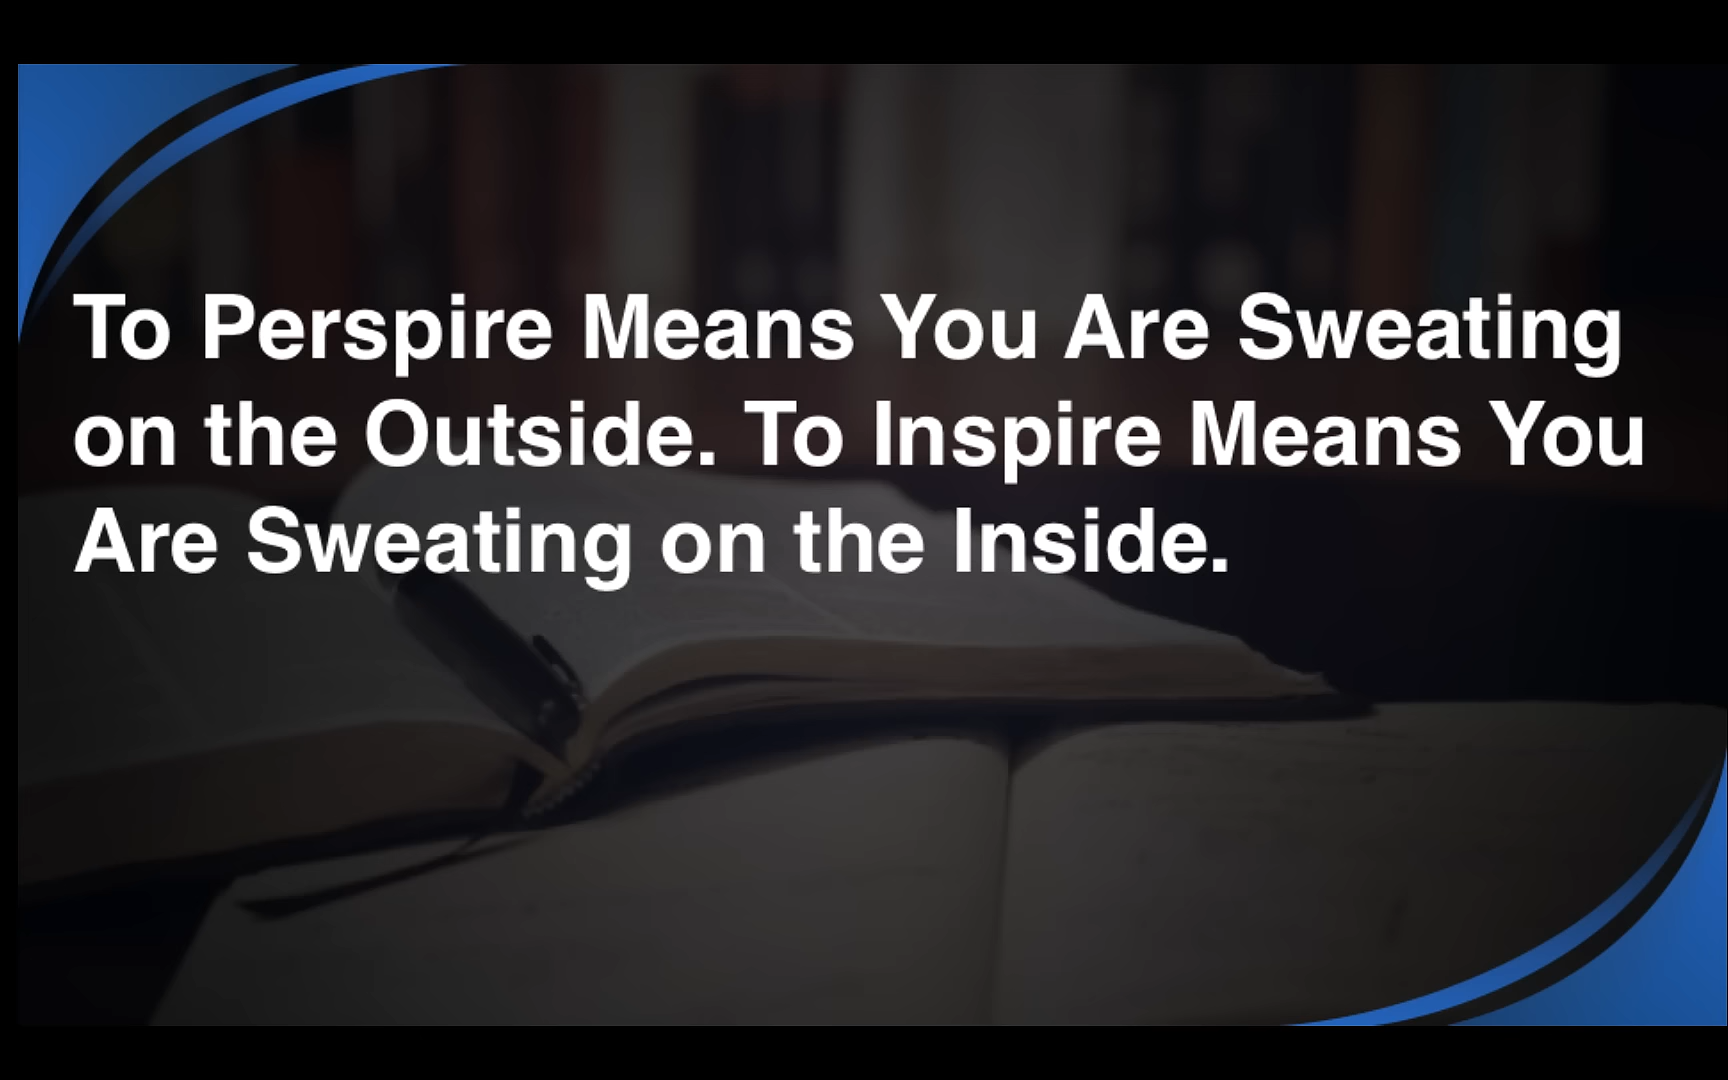 To Perspire Means You Are Sweating
on the Outside. To Inspire Means You
Are Sweating on the Inside.